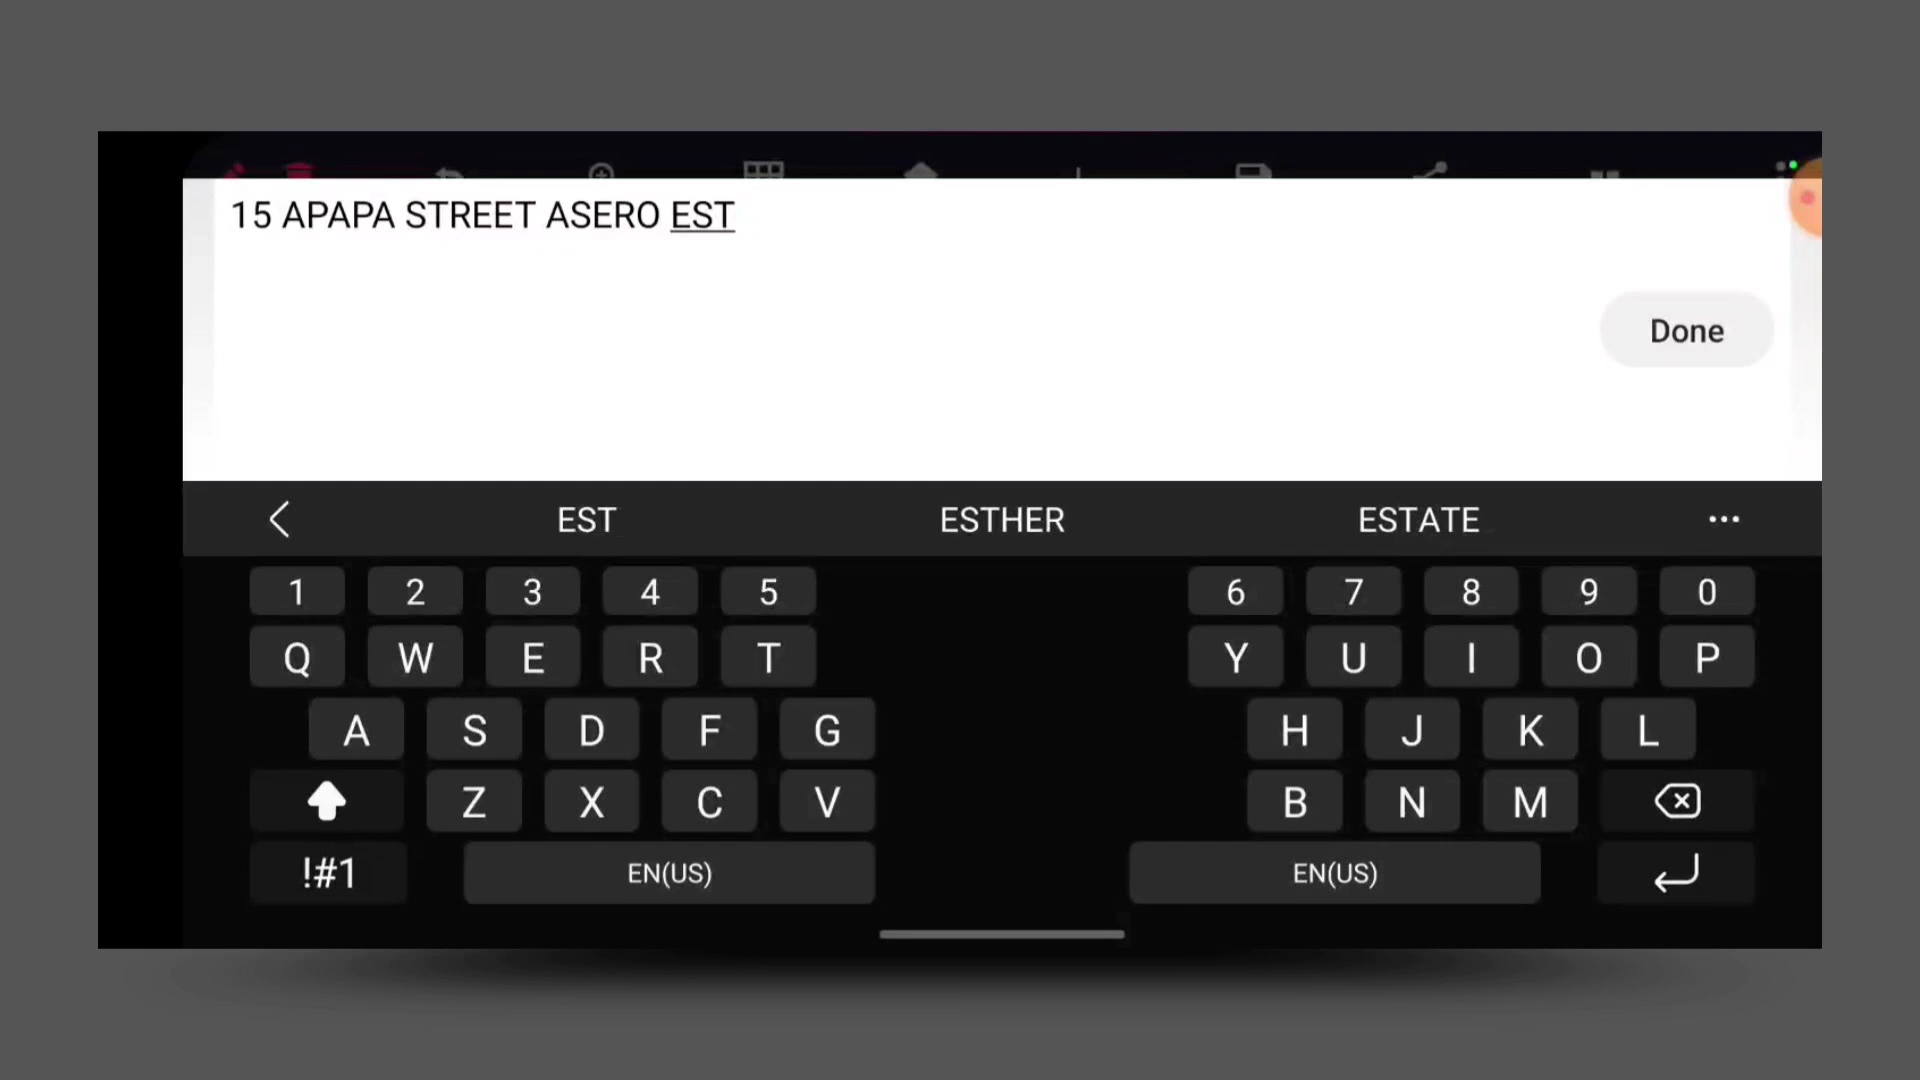 15 APAPA STREET ASERO EST
Done
EST ESTHER ESTATE
1 2 3 4 5 6 7 8 9 0
Q W E R T Y U I O P
A S D F G H J K L
Z X C V B N M
!#1 EN(US) EN(US)